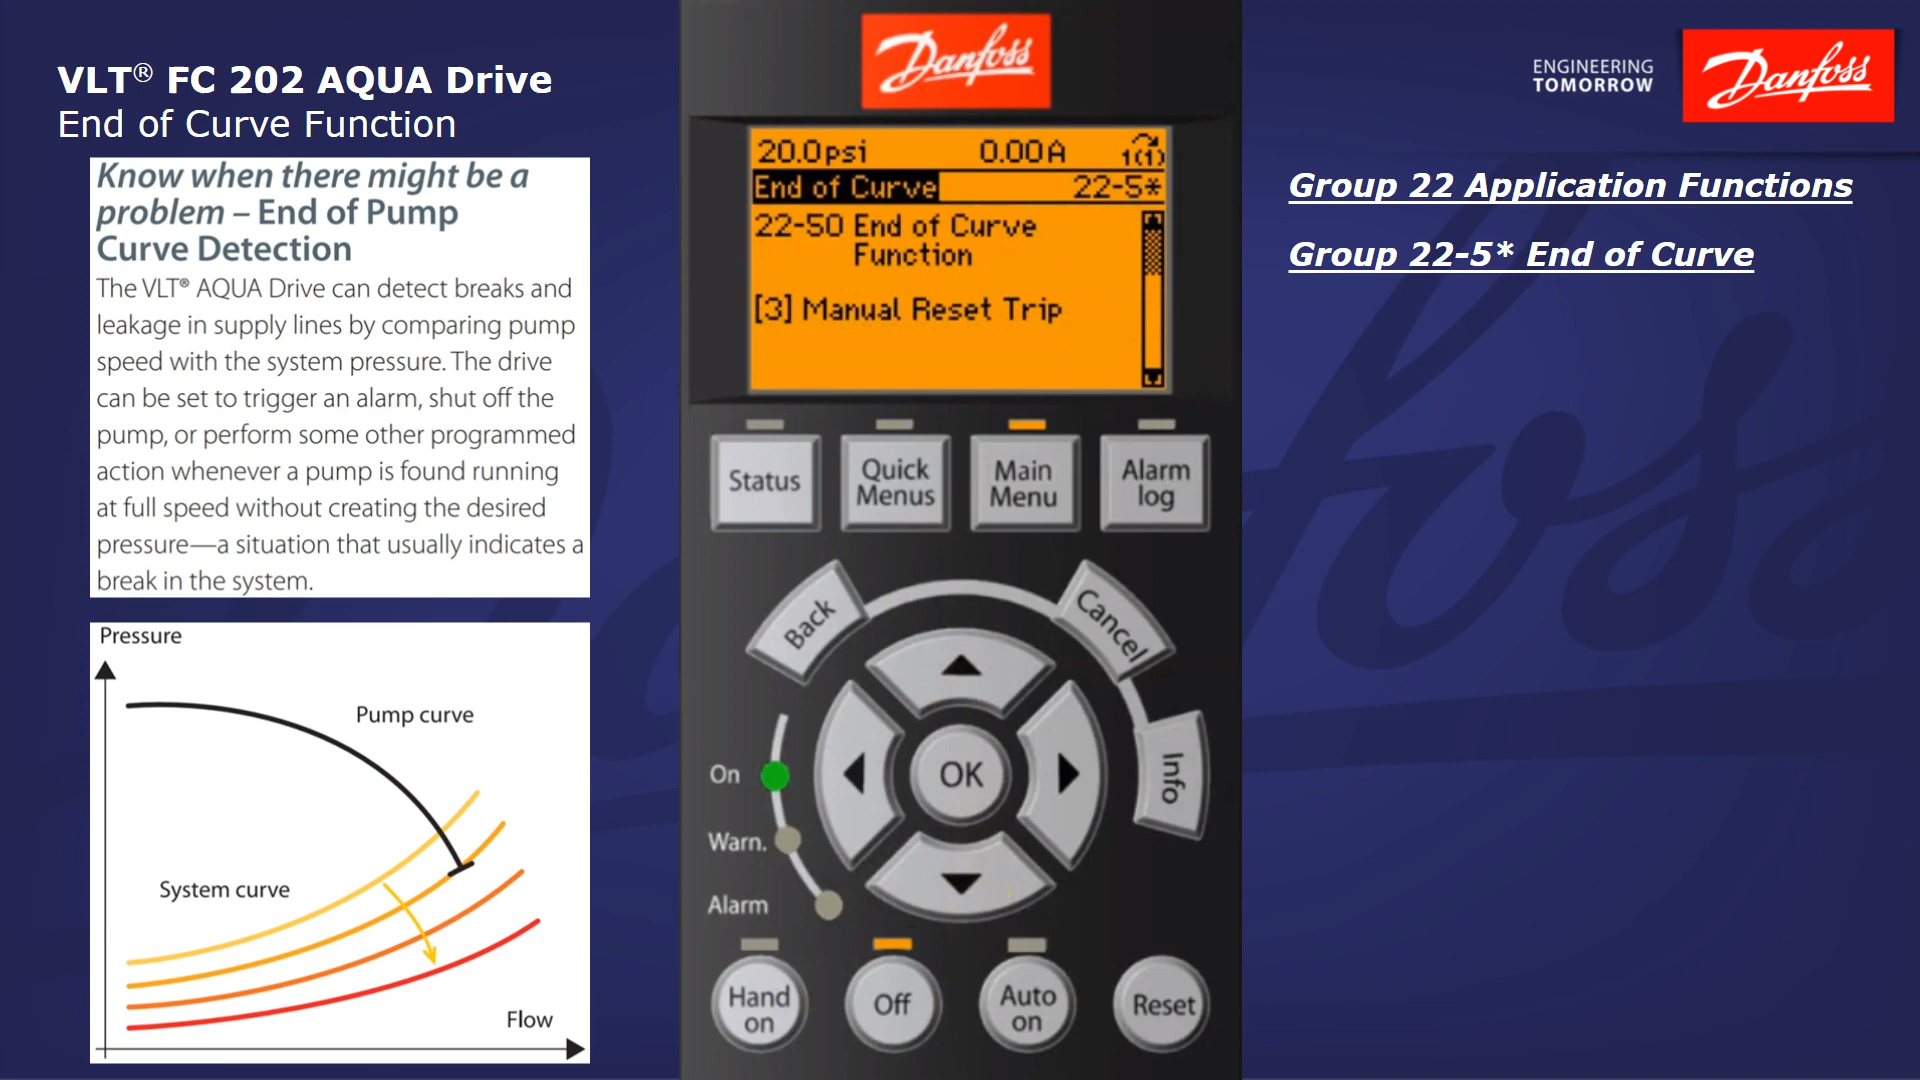 VLT® FC 202 AQUA Drive
End of Curve Function
Know when there might be a
problem – End of Pump
Curve Detection
The VLT® AQUA Drive can detect breaks and
leakage in supply lines by comparing pump
speed with the system pressure. The drive
can be set to trigger an alarm, shut off the
pump, or perform some other programmed
action whenever a pump is found running
at full speed without creating the desired
pressure—a situation that usually indicates a
break in the system.
Pressure
Pump curve
System curve
Flow
Danfoss
20.0psi 0.00A 1(1)
End of Curve 22-5*
22-50 End of Curve
Function
[3] Manual Reset Trip
Status
Quick
Menus
Main
Menu
Alarm
log
Back
Cancel
Info
OK
On
Warn.
Alarm
Hand
on
Off
Auto
on
Reset
ENGINEERING
TOMORROW
Danfoss
Group 22 Application Functions
Group 22-5* End of Curve
Danfoss